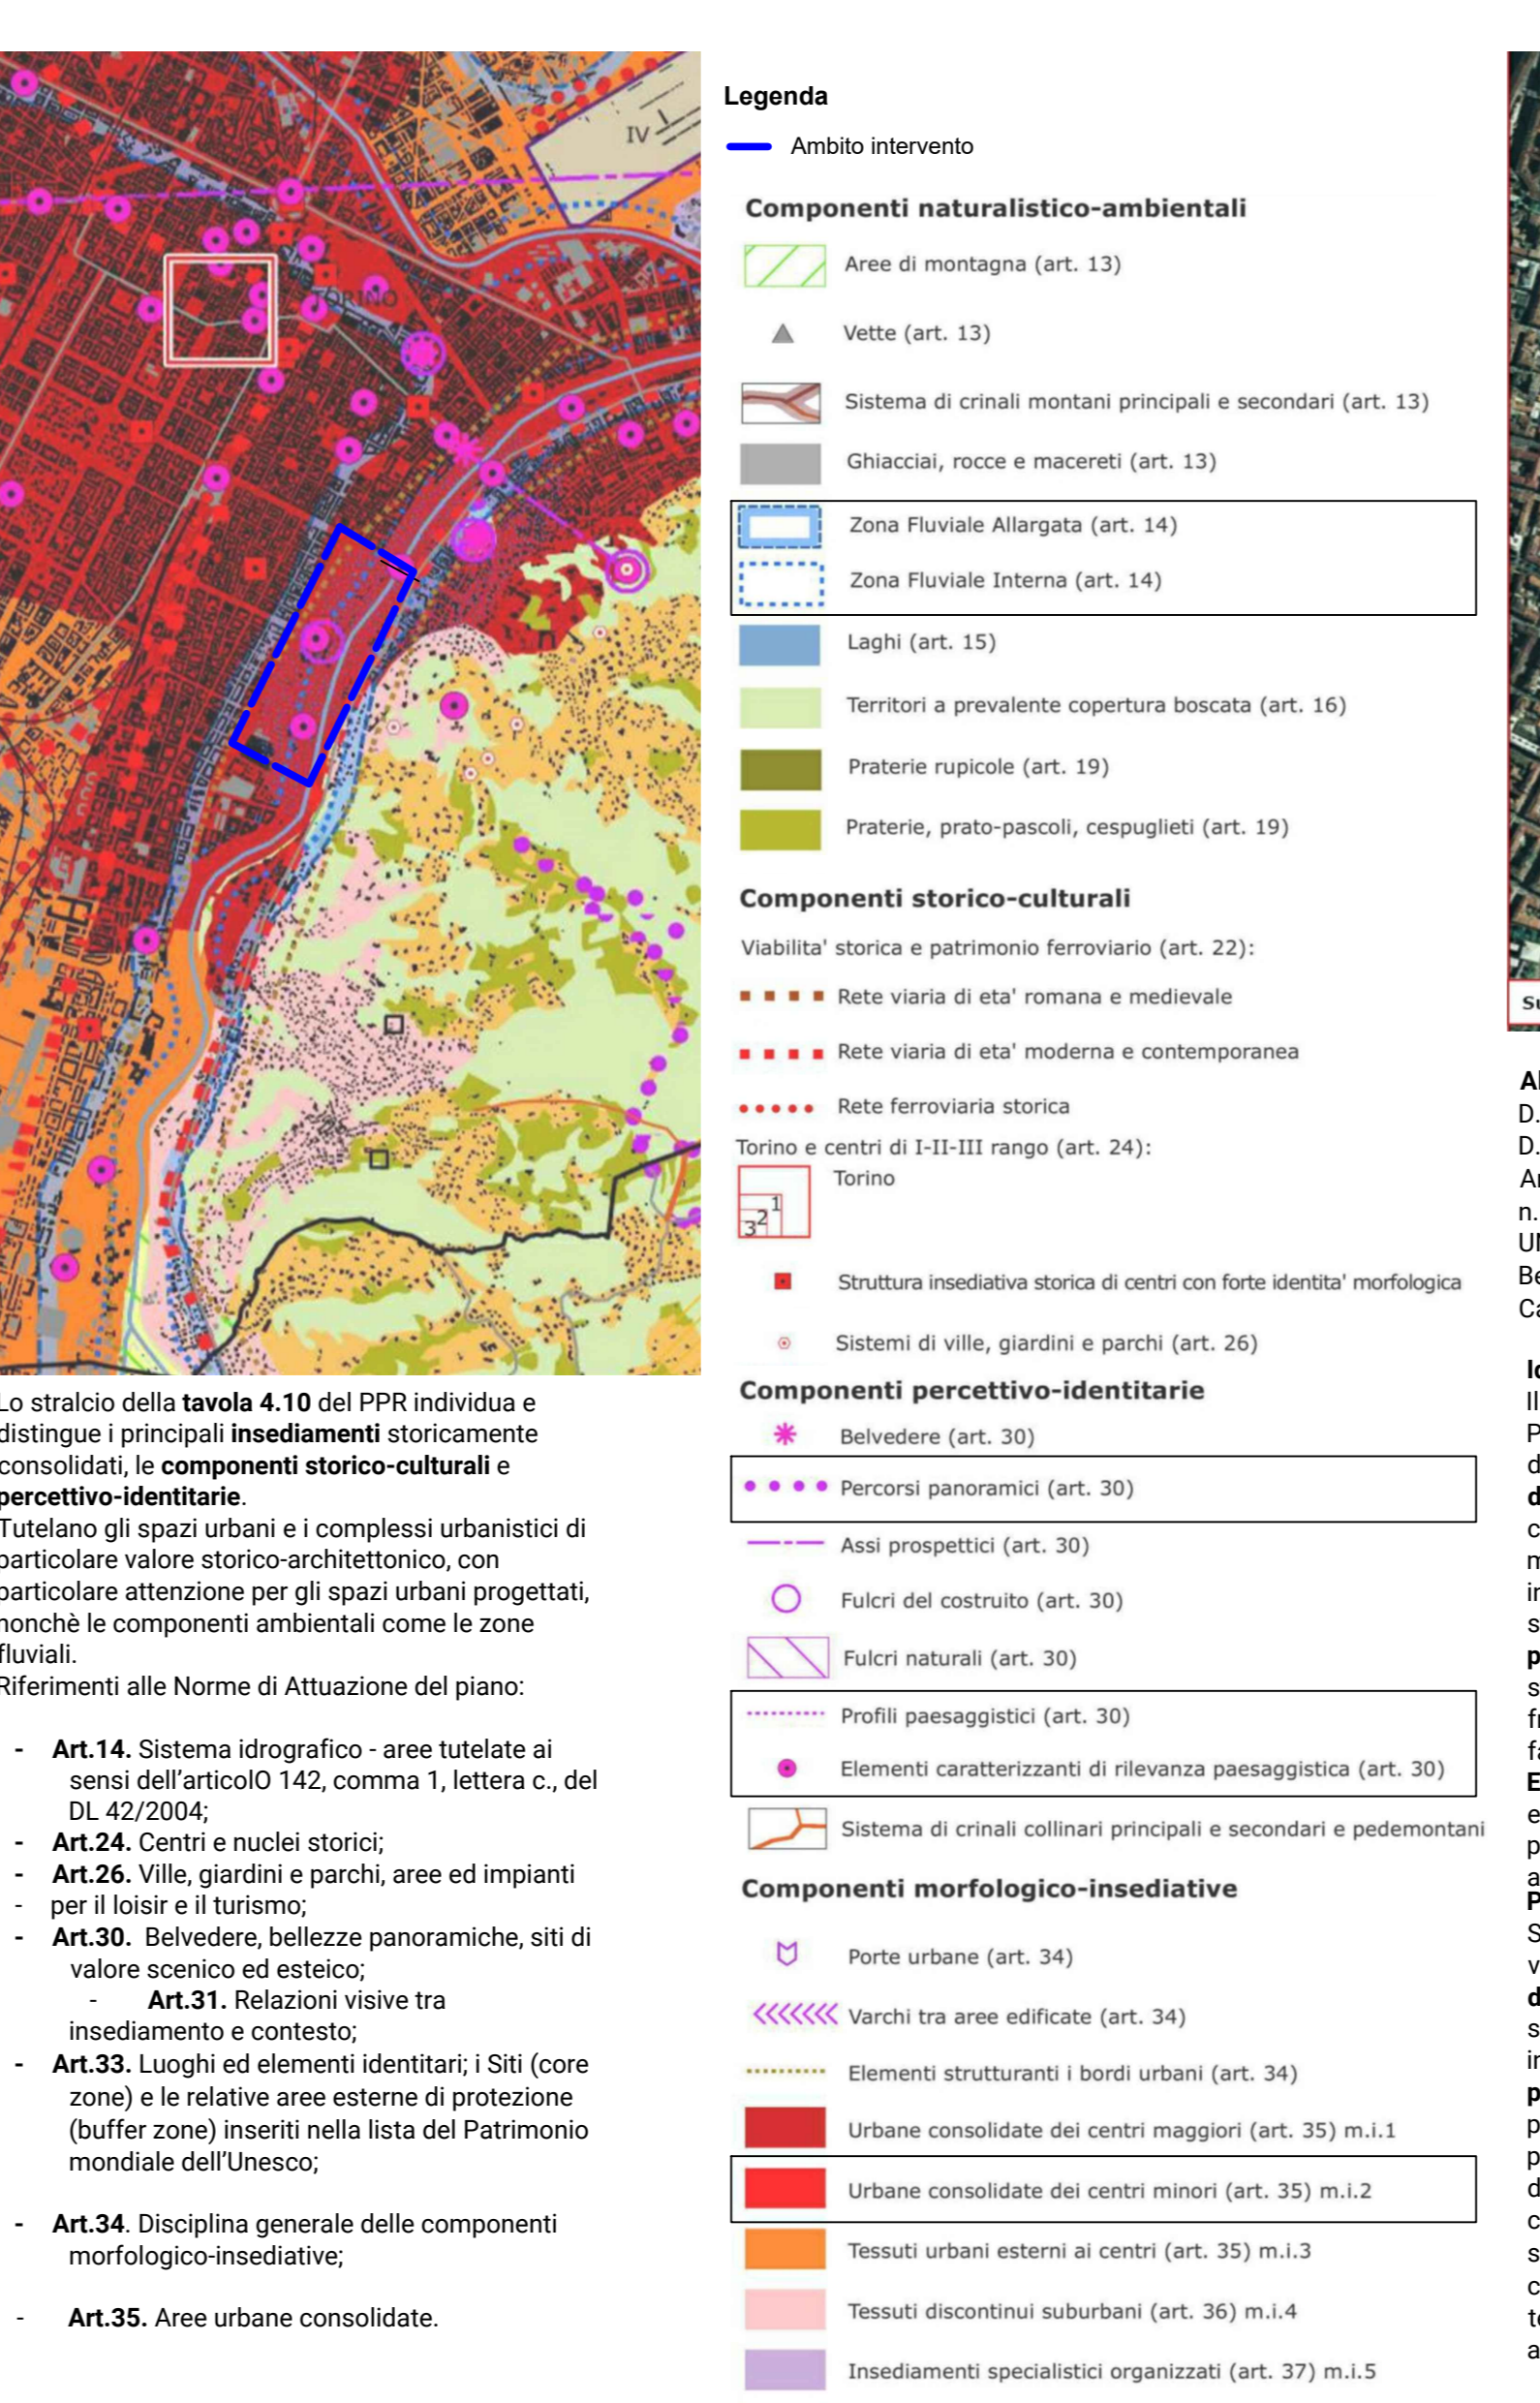 IV
TORINO
Lo stralcio della tavola 4.10 del PPR individua e
distingue i principali insediamenti storicamente
consolidati, le componenti storico-culturali e
percettivo-identitarie.
Tutelano gli spazi urbani e i complessi urbanistici di
particolare valore storico-architettonico, con
particolare attenzione per gli spazi urbani progettati,
nonchè le componenti ambientali come le zone
fluviali.
Riferimenti alle Norme di Attuazione del piano:
- Art.14. Sistema idrografico - aree tutelate ai
sensi dell'articolO 142, comma 1, lettera c., del
DL 42/2004;
- Art.24. Centri e nuclei storici;
- Art.26. Ville, giardini e parchi, aree ed impianti
- per il loisir e il turismo;
- Art.30. Belvedere, bellezze panoramiche, siti di
valore scenico ed esteico;
- Art.31. Relazioni visive tra
insediamento e contesto;
- Art.33. Luoghi ed elementi identitari; i Siti (core
zone) e le relative aree esterne di protezione
(buffer zone) inseriti nella lista del Patrimonio
mondiale dell'Unesco;
- Art.34. Disciplina generale delle componenti
morfologico-insediative;
- Art.35. Aree urbane consolidate.
Legenda
Ambito intervento
Componenti naturalistico-ambientali
Aree di montagna (art. 13)
Vette (art. 13)
Sistema di crinali montani principali e secondari (art. 13)
Ghiacciai, rocce e macereti (art. 13)
Zona Fluviale Allargata (art. 14)
Zona Fluviale Interna (art. 14)
Laghi (art. 15)
Territori a prevalente copertura boscata (art. 16)
Praterie rupicole (art. 19)
Praterie, prato-pascoli, cespuglieti (art. 19)
Componenti storico-culturali
Viabilita' storica e patrimonio ferroviario (art. 22):
Rete viaria di eta' romana e medievale
Rete viaria di eta' moderna e contemporanea
Rete ferroviaria storica
Torino e centri di I-II-III rango (art. 24):
Torino
1
2
3
Struttura insediativa storica di centri con forte identita' morfologica
Sistemi di ville, giardini e parchi (art. 26)
Componenti percettivo-identitarie
Belvedere (art. 30)
Percorsi panoramici (art. 30)
Assi prospettici (art. 30)
Fulcri del costruito (art. 30)
Fulcri naturali (art. 30)
Profili paesaggistici (art. 30)
Elementi caratterizzanti di rilevanza paesaggistica (art. 30)
Sistema di crinali collinari principali e secondari e pedemontani
Componenti morfologico-insediative
Porte urbane (art. 34)
Varchi tra aree edificate (art. 34)
Elementi strutturanti i bordi urbani (art. 34)
Urbane consolidate dei centri maggiori (art. 35) m.i.1
Urbane consolidate dei centri minori (art. 35) m.i.2
Tessuti urbani esterni ai centri (art. 35) m.i.3
Tessuti discontinui suburbani (art. 36) m.i.4
Insediamenti specialistici organizzati (art. 37) m.i.5